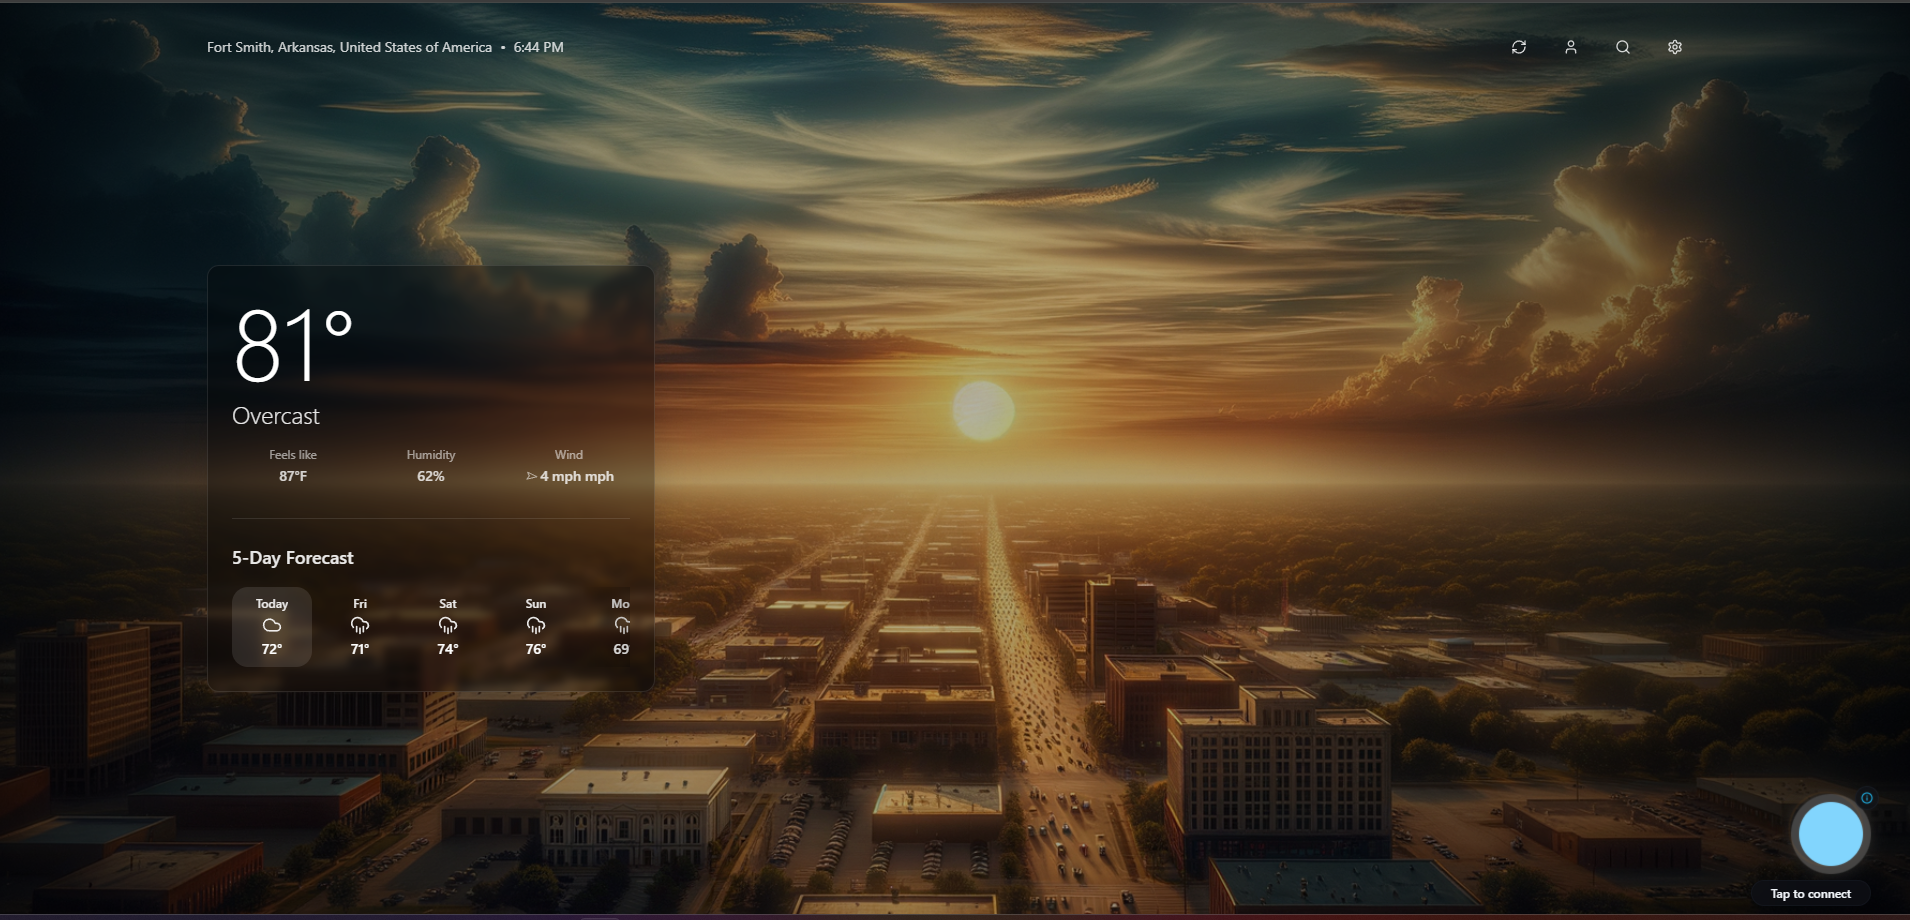 Fort Smith, Arkansas, United States of America • 6:44 PM
81°
Overcast
Feels like Humidity Wind
87°F 62% 4 mph mph
5-Day Forecast
Today Fri Sat Sun Mo
72° 71° 74° 76° 69
Tap to connect